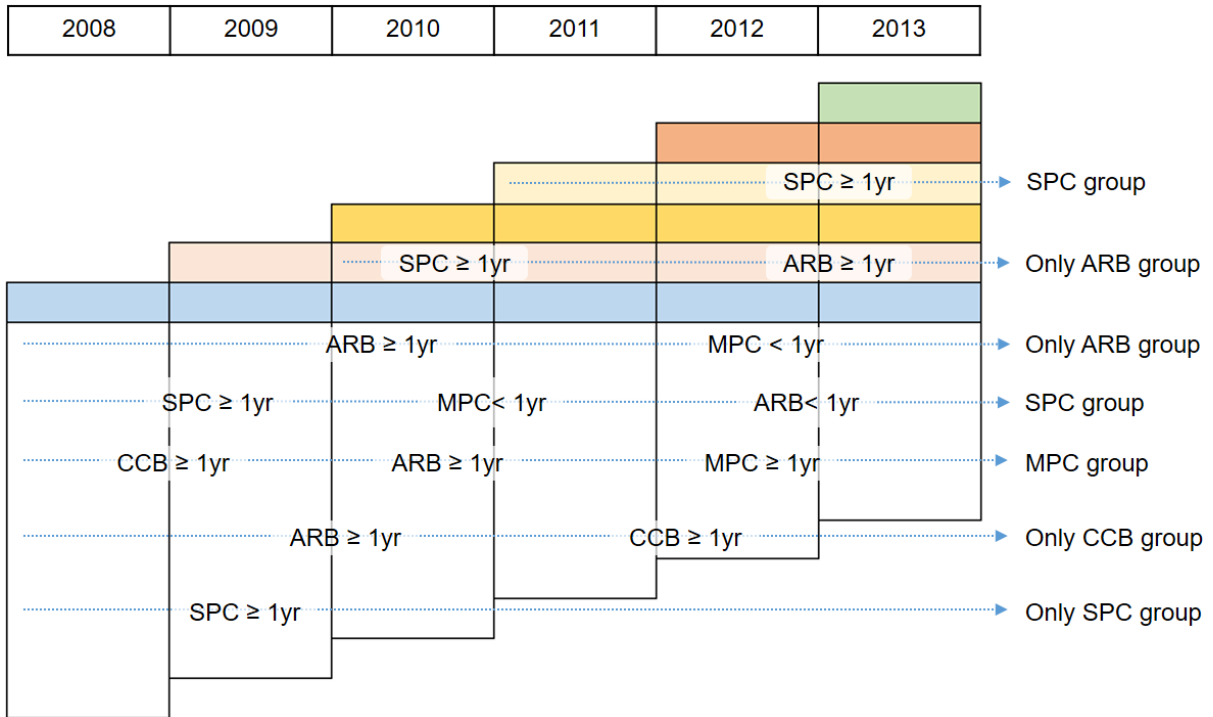 2008 2009 2010 2011 2012 2013
SPC ≥ 1yr SPC group
SPC ≥ 1yr ARB ≥ 1yr Only ARB group
ARB ≥ 1yr MPC < 1yr Only ARB group
SPC ≥ 1yr MPC< 1yr ARB< 1yr SPC group
CCB ≥ 1yr ARB ≥ 1yr MPC ≥ 1yr MPC group
ARB ≥ 1yr CCB ≥ 1yr Only CCB group
SPC ≥ 1yr Only SPC group